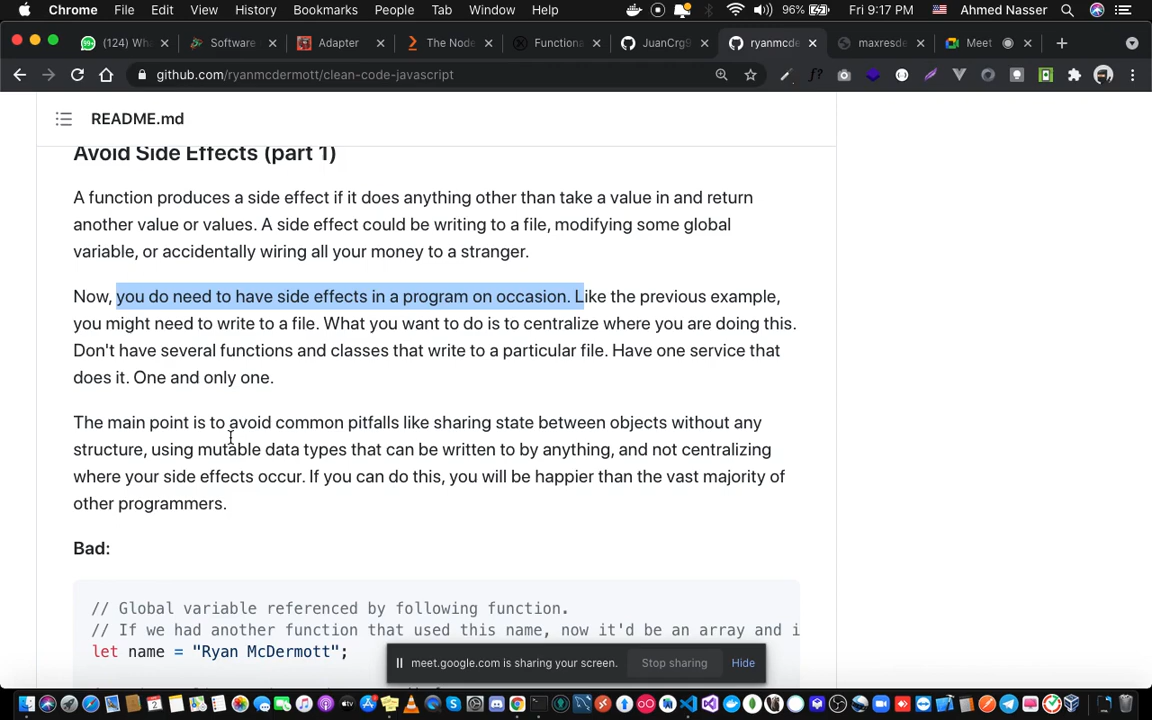 Chrome File Edit View History Bookmarks People Tab Window Help 96% Fri 9:17 PM Ahmed Nasser
(124) Wha Software Adapter The Node Functiona JuanCrg9 ryanmcde maxresde Meet
github.com/ryanmcdermott/clean-code-javascript
README.md
Avoid Side Effects (part 1)
A function produces a side effect if it does anything other than take a value in and return
another value or values. A side effect could be writing to a file, modifying some global
variable, or accidentally wiring all your money to a stranger.
Now, you do need to have side effects in a program on occasion. Like the previous example,
you might need to write to a file. What you want to do is to centralize where you are doing this.
Don't have several functions and classes that write to a particular file. Have one service that
does it. One and only one.
The main point is to avoid common pitfalls like sharing state between objects without any
structure, using mutable data types that can be written to by anything, and not centralizing
where your side effects occur. If you can do this, you will be happier than the vast majority of
other programmers.
Bad:
// Global variable referenced by following function.
// If we had another function that used this name, now it'd be an array and i
let name = "Ryan McDermott";
meet.google.com is sharing your screen. Stop sharing Hide